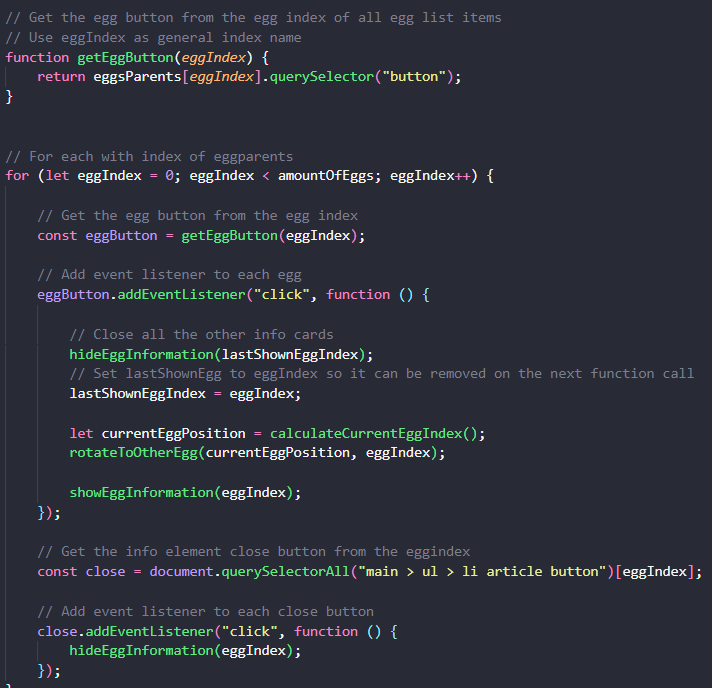 // Get the egg button from the egg index of all egg list items
// Use eggIndex as general index name
function getEggButton(eggIndex) {
    return eggsParents[eggIndex].querySelector("button");
}
// For each with index of eggparents
for (let eggIndex = 0; eggIndex < amountOfEggs; eggIndex++) {
    // Get the egg button from the egg index
    const eggButton = getEggButton(eggIndex);
    // Add event listener to each egg
    eggButton.addEventListener("click", function () {
        // Close all the other info cards
        hideEggInformation(lastShownEggIndex);
        // Set lastShownEgg to eggIndex so it can be removed on the next function call
        lastShownEggIndex = eggIndex;
        let currentEggPosition = calculateCurrentEggIndex();
        rotateToOtherEgg(currentEggPosition, eggIndex);
        showEggInformation(eggIndex);
    });
    // Get the info element close button from the eggindex
    const close = document.querySelectorAll("main > ul > li article button")[eggIndex];
    // Add event listener to each close button
    close.addEventListener("click", function () {
        hideEggInformation(eggIndex);
    });